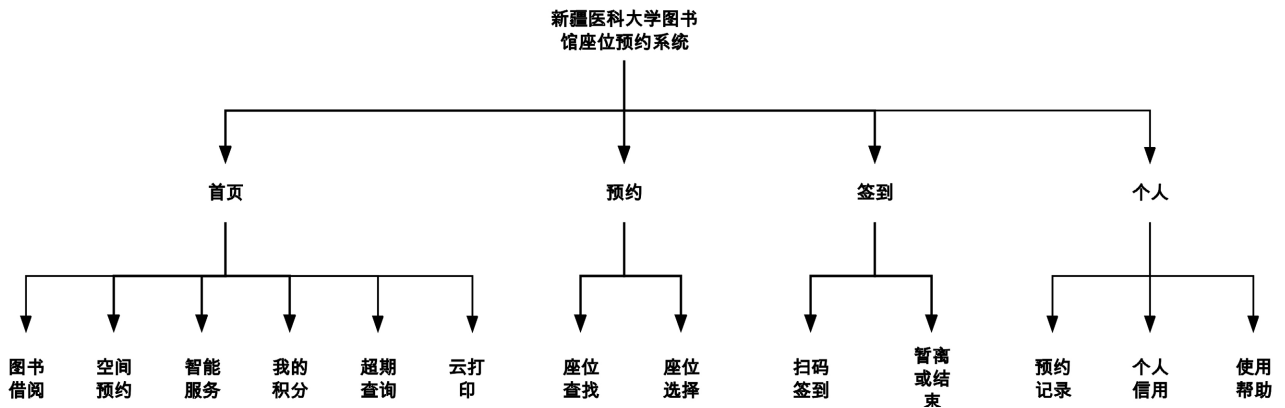 新疆医科大学图书
馆座位预约系统
首页
预约
签到
个人
图书
借阅
空间
预约
智能
服务
我的
积分
超期
查询
云打
印
座位
查找
座位
选择
扫码
签到
暂离
或结
束
预约
记录
个人
信用
使用
帮助